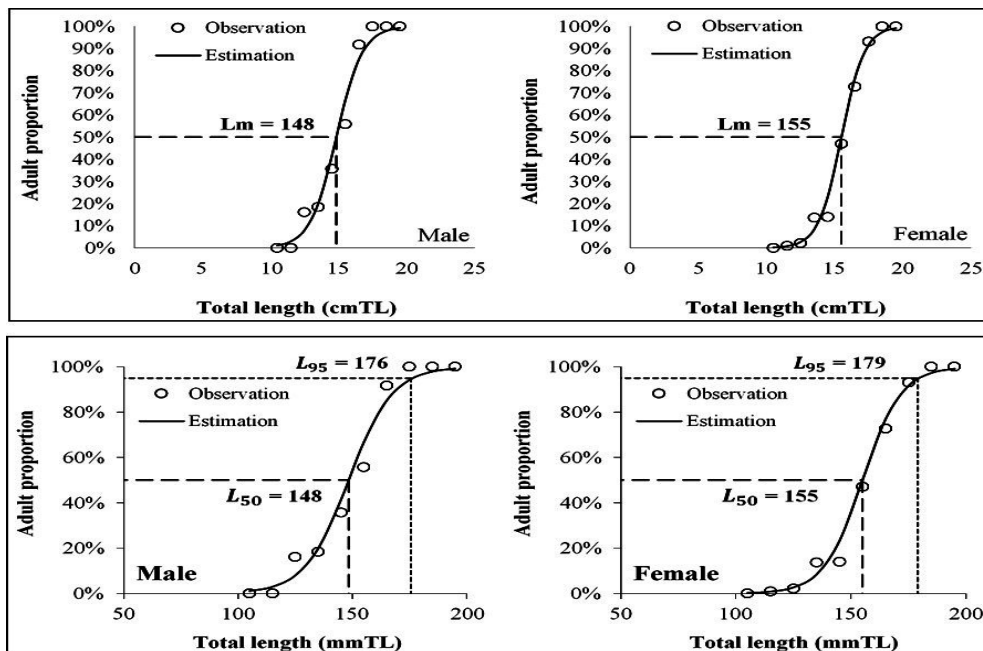 100%
90%
80%
70%
60%
50%
40%
30%
20%
10%
0%
Adult proportion
Observation
Estimation
Lm = 148
Male
0 5 10 15 20 25
Total length (cmTL)
100%
90%
80%
70%
60%
50%
40%
30%
20%
10%
0%
Adult proportion
Observation
Estimation
Lm = 155
Female
0 5 10 15 20 25
Total length (cmTL)
100%
80%
60%
40%
20%
0%
Adult proportion
L95 = 176
Observation
Estimation
L50 = 148
Male
50 100 150 200
Total length (mmTL)
100%
80%
60%
40%
20%
0%
Adult proportion
L95 = 179
Observation
Estimation
L50 = 155
Female
50 100 150 200
Total length (mmTL)